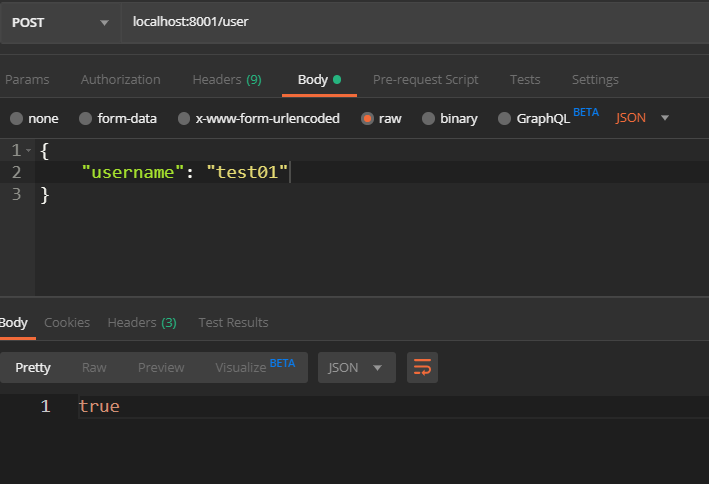 POST localhost:8001/user
Params Authorization Headers (9) Body Pre-request Script Tests Settings
none form-data x-www-form-urlencoded raw binary GraphQL BETA JSON
1 {
2 "username": "test01"
3 }
Body Cookies Headers (3) Test Results
Pretty Raw Preview Visualize BETA JSON
1 true